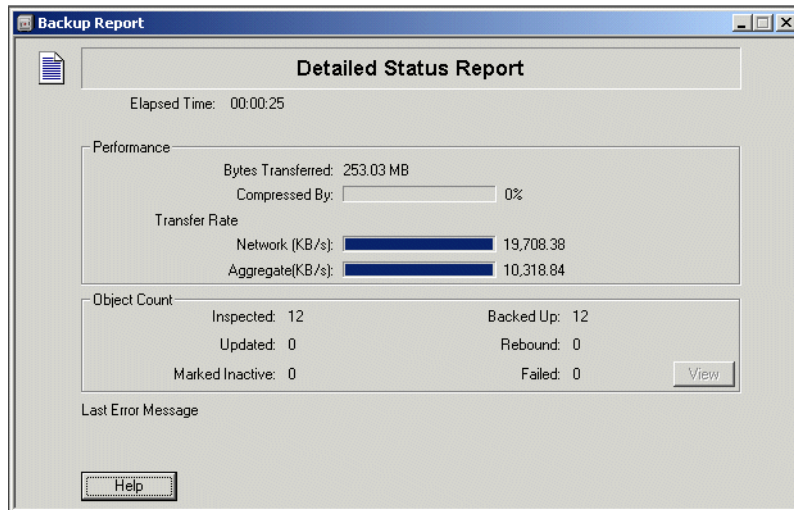 Backup Report
Detailed Status Report
Elapsed Time: 00:00:25
Performance
Bytes Transferred: 253.03 MB
Compressed By: 0%
Transfer Rate
Network (KB/s): 19,708.38
Aggregate(KB/s): 10,318.84
Object Count
Inspected: 12 Backed Up: 12
Updated: 0 Rebound: 0
Marked Inactive: 0 Failed: 0 View
Last Error Message
Help